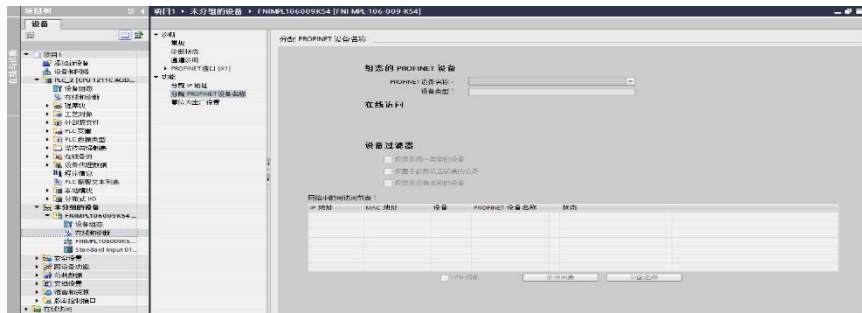 项目树
项目1 ▸ 未分组的设备 ▸ FNIMPL106009K54 [FNI MPL-106-009-K54]
设备
项目1
添加新设备
设备和网络
PLC_2 [CPU 1211C AC/D...
设备组态
在线和诊断
程序块
工艺对象
外部源文件
PLC 变量
PLC 数据类型
监控与强制表
在线备份
设备代理数据
程序信息
PLC 报警文本列表
本地模块
分布式 I/O
未分组的设备
FNIMPL106009K54...
设备组态
在线和诊断
FNIMPL106009K5...
Standard Input 01...
安全设置
跨设备功能
公共数据
文档设置
语言和资源
版本控制接口
在线访问
诊断
常规
诊断状态
通道诊断
PROFINET 接口 [X1]
功能
分配 IP 地址
分配 PROFINET 设备名称
复位为出厂设置
分配 PROFINET 设备名称
组态的 PROFINET 设备
PROFINET 设备名称：
设备类型：
在线访问
设备过滤器
仅显示同一类型的设备
仅显示参数设置错误的设备
仅显示没有名称的设备
网络中的可访问节点：
IP 地址 MAC 地址 设备 PROFINET 设备名称 状态
LED 闪烁 更新列表 分配名称